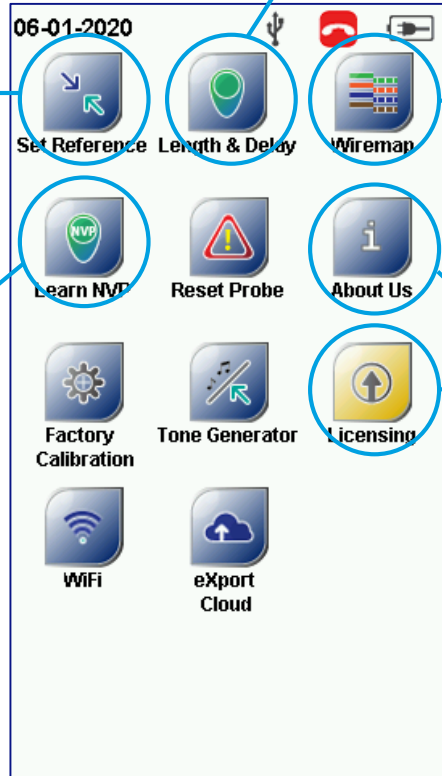 06-01-2020
Set Reference Length & Delay Wiremap
NVP i
Learn NVP Reset Probe About Us
Factory Calibration Tone Generator Licensing
WiFi eXport Cloud